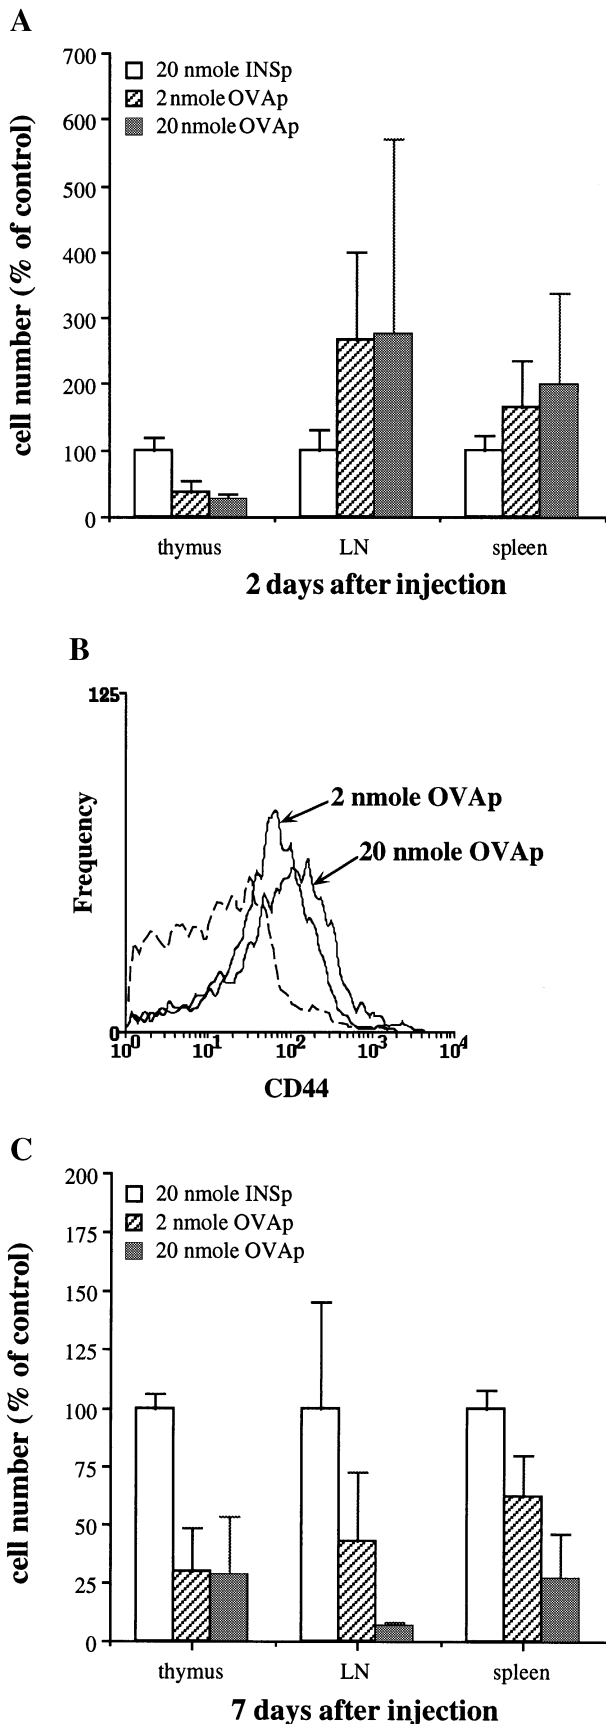 A
700
600
500
400
300
200
100
0
cell number (% of control)
20 nmole INSp
2 nmole OVAp
20 nmole OVAp
thymus LN spleen
2 days after injection
B
125
0
Frequency
2 nmole OVAp
20 nmole OVAp
10^0 10^1 10^2 10^3 10^4
CD44
C
200
175
150
125
100
75
50
25
0
cell number (% of control)
20 nmole INSp
2 nmole OVAp
20 nmole OVAp
thymus LN spleen
7 days after injection